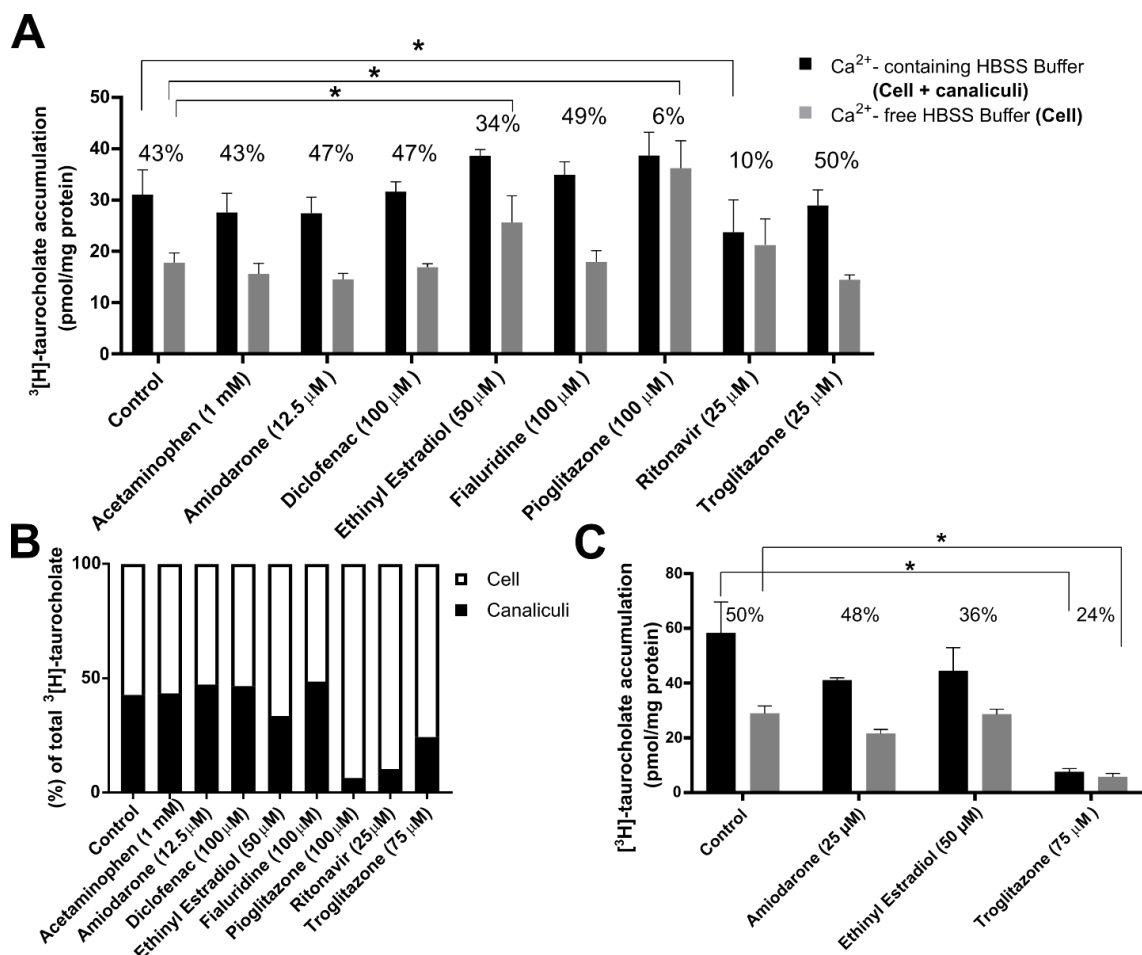 A
*
*
*
Ca²⁺- containing HBSS Buffer
(Cell + canaliculi)
Ca²⁺- free HBSS Buffer (Cell)
³[H]-taurocholate accumulation
(pmol/mg protein)
50
40
30
20
10
0
43%
43%
47%
47%
34%
49%
6%
10%
50%
Control
Acetaminophen (1 mM)
Amiodarone (12.5 μM )
Diclofenac (100 μM)
Ethinyl Estradiol (50 μM)
Fialuridine (100 μM)
Pioglitazone (100 μM)
Ritonavir (25 μM)
Troglitazone (25 μM)
B
(%) of total ³[H]-taurocholate
100
50
0
Cell
Canaliculi
Control
Acetaminophen (1 mM)
Amiodarone (12.5μM)
Diclofenac (100 μM)
Ethinyl Estradiol (50 μM)
Fialuridine (100 μM)
Pioglitazone (100 μM)
Ritonavir (25μM)
Troglitazone (75 μM)
C
*
*
[³H]-taurocholate accumulation
(pmol/mg protein)
80
60
40
20
0
50%
48%
36%
24%
Control
Amiodarone (25 μM)
Ethinyl Estradiol (50 μM)
Troglitazone (75 μM)